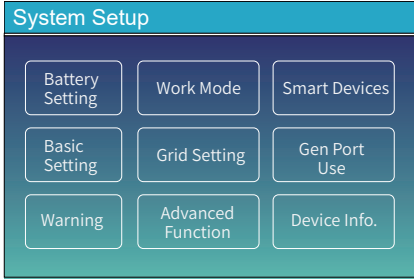 System Setup
Battery
Setting
Work Mode
Smart Devices
Basic
Setting
Grid Setting
Gen Port
Use
Warning
Advanced
Function
Device Info.